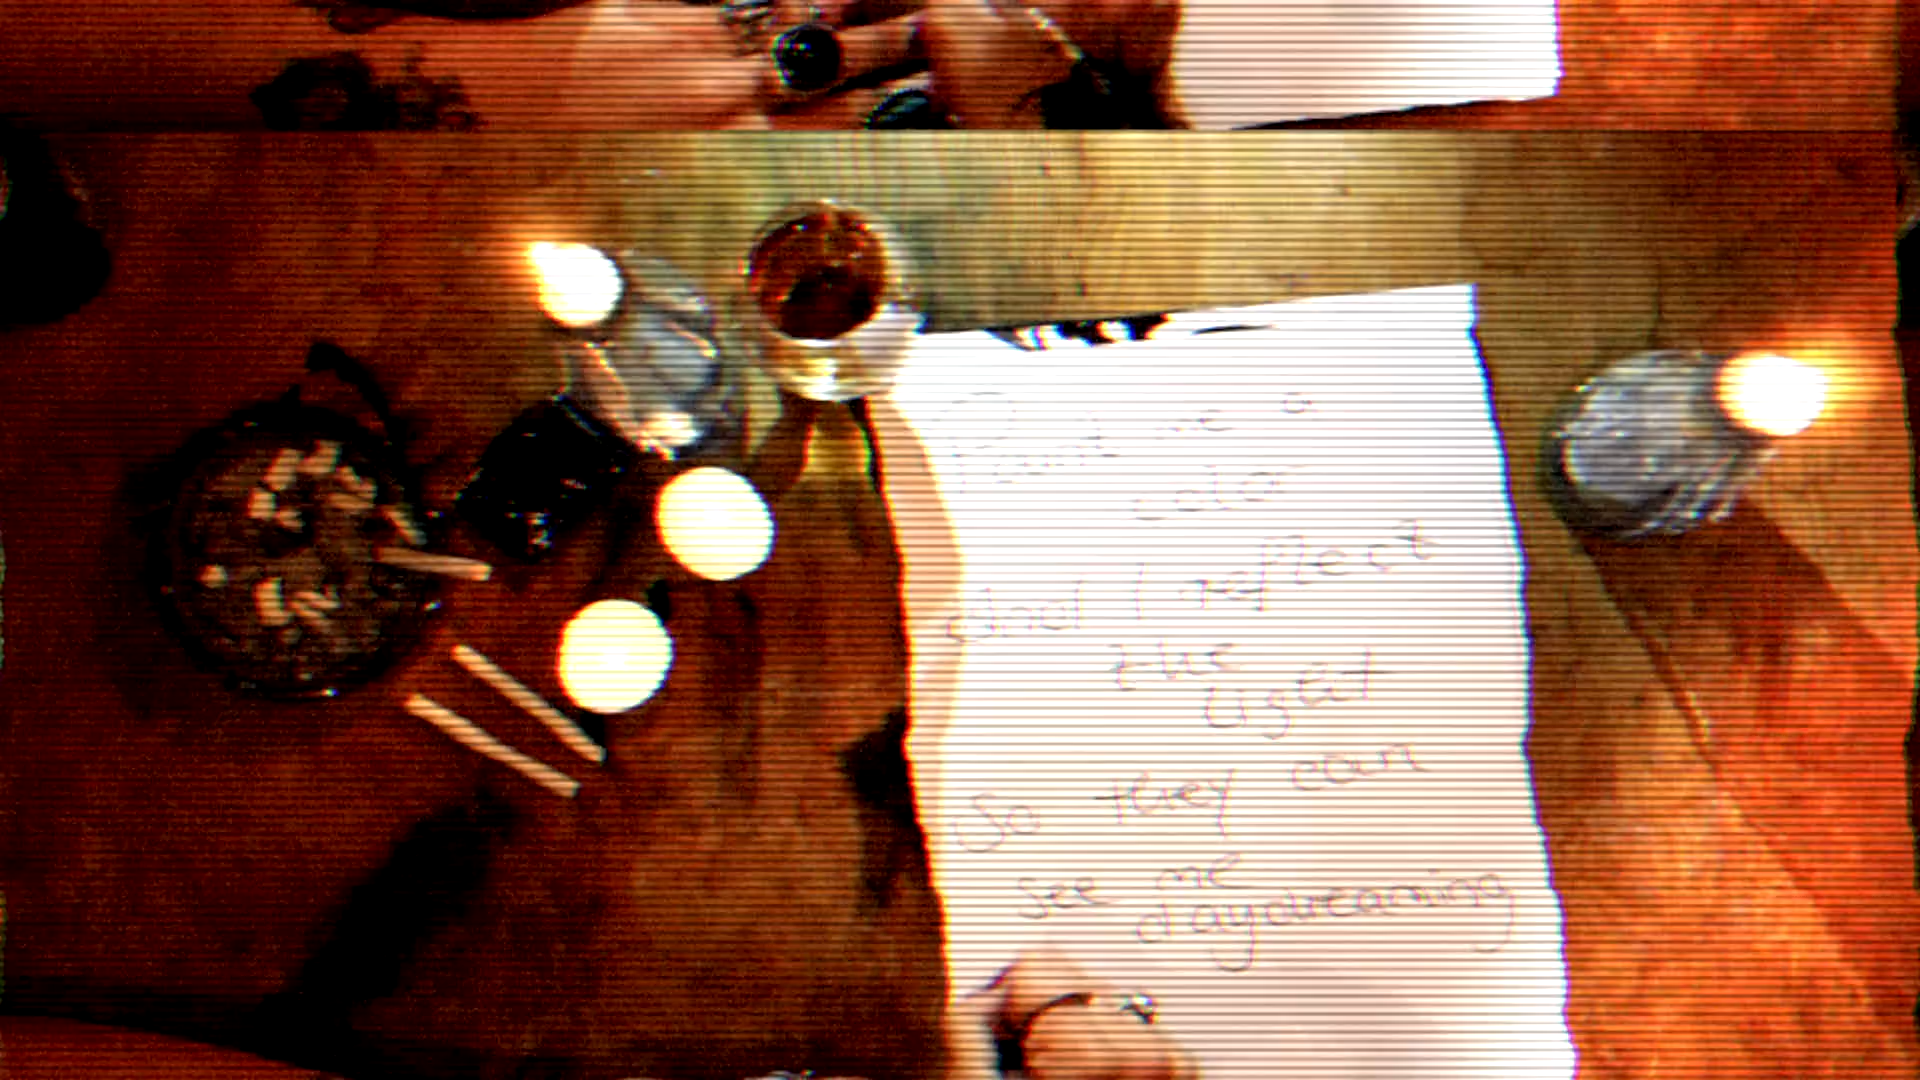 Paint me a
color
And I reflect
the
light
So they can
see me
daydreaming